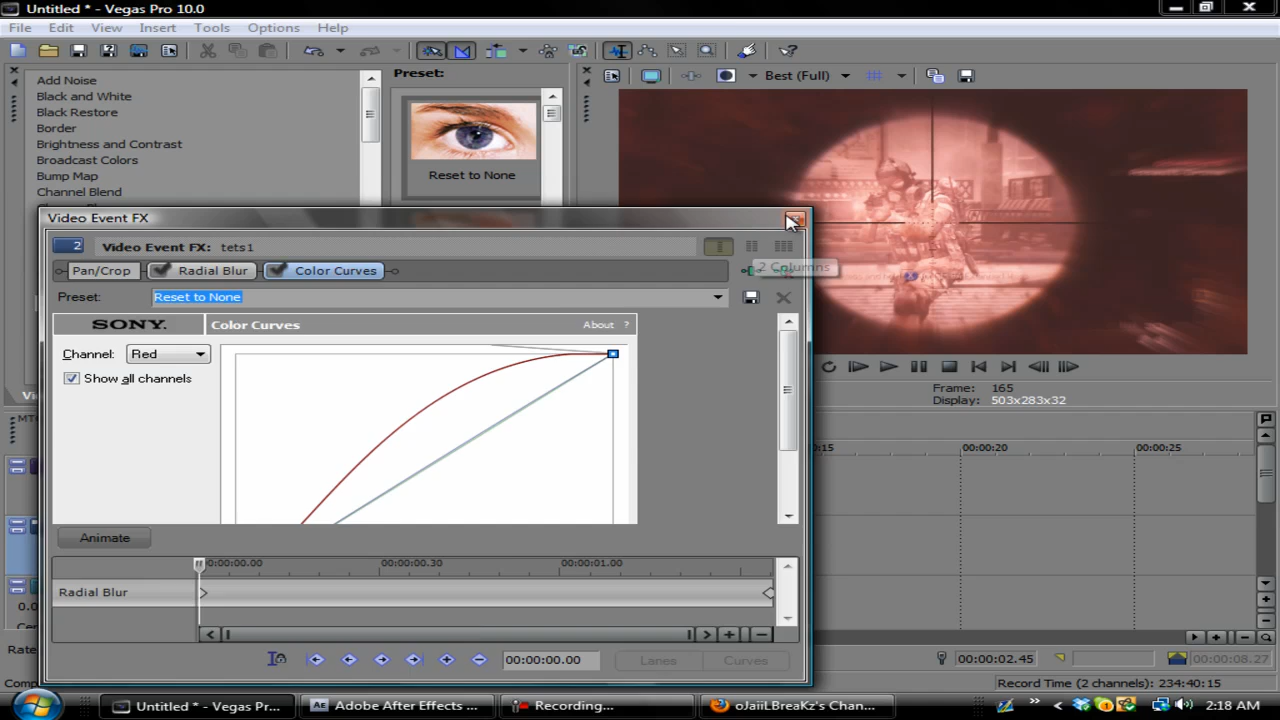 Untitled * - Vegas Pro 10.0
File Edit View Insert Tools Options Help
Add Noise
Black and White
Black Restore
Border
Brightness and Contrast
Broadcast Colors
Bump Map
Channel Blend
Preset:
Reset to None
Best (Full)
Video Event FX
2 Video Event FX: tets1
Pan/Crop Radial Blur Color Curves
2 Columns
Preset: Reset to None
SONY. Color Curves About ?
Channel: Red
Show all channels
Animate
0:00:00.00 00:00:00.30 00:00:01.00
Radial Blur
00:00:00.00 Lanes Curves
Frame: 165
Display: 503x283x32
:15 00:00:20 00:00:25
00:00:02.45 00:00:08.27
Record Time (2 channels): 234:40:15
Untitled * - Vegas Pr... Adobe After Effects ... Recording... oJaiiLBreaKz's Chan... 2:18 AM